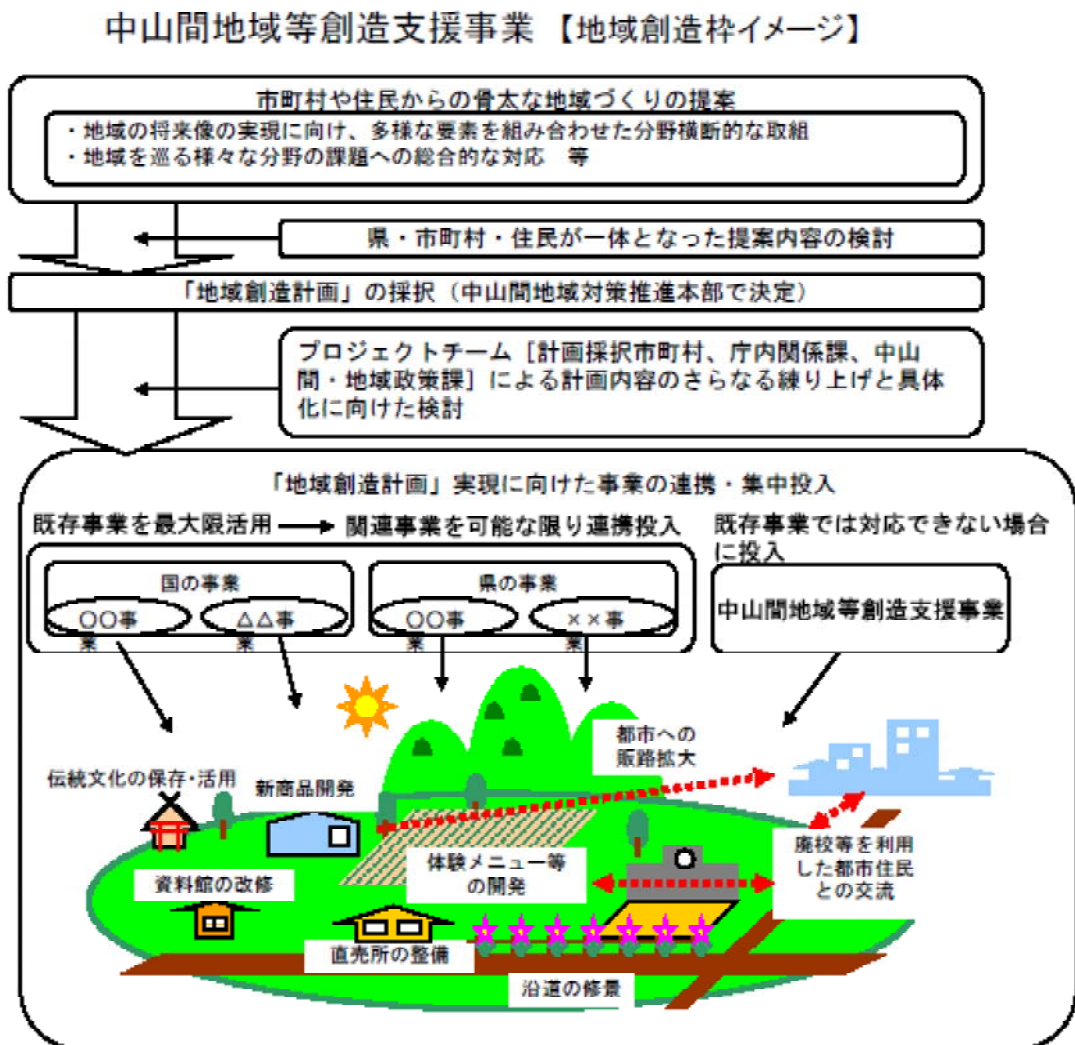 中山間地域等創造支援事業 【地域創造枠イメージ】
市町村や住民からの骨太な地域づくりの提案
・地域の将来像の実現に向け、多様な要素を組み合わせた分野横断的な取組
・地域を巡る様々な分野の課題への総合的な対応　等
県・市町村・住民が一体となった提案内容の検討
「地域創造計画」の採択（中山間地域対策推進本部で決定）
プロジェクトチーム［計画採択市町村、庁内関係課、中山
間・地域政策課］による計画内容のさらなる練り上げと具体
化に向けた検討
「地域創造計画」実現に向けた事業の連携・集中投入
既存事業を最大限活用
関連事業を可能な限り連携投入
既存事業では対応できない場合
に投入
国の事業
〇〇事
業
△△事
業
県の事業
〇〇事
業
××事
業
中山間地域等創造支援事業
都市への
販路拡大
伝統文化の保存・活用
新商品開発
体験メニュー等
の開発
廃校等を利用
した都市住民
との交流
資料館の改修
直売所の整備
沿道の修景